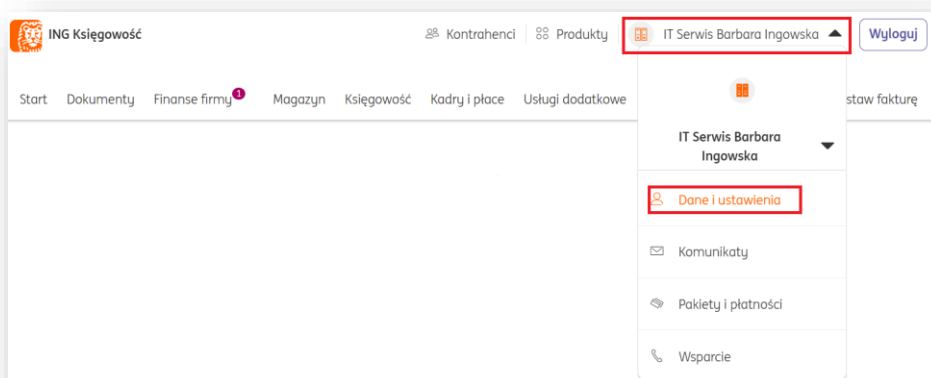 ING Księgowość
Kontrahenci
Produkty
IT Serwis Barbara Ingowska
Wyloguj
Start
Dokumenty
Finanse firmy
1
Magazyn
Księgowość
Kadry i płace
Usługi dodatkowe
staw fakturę
IT Serwis Barbara
Ingowska
Dane i ustawienia
Komunikaty
Pakiety i płatności
Wsparcie